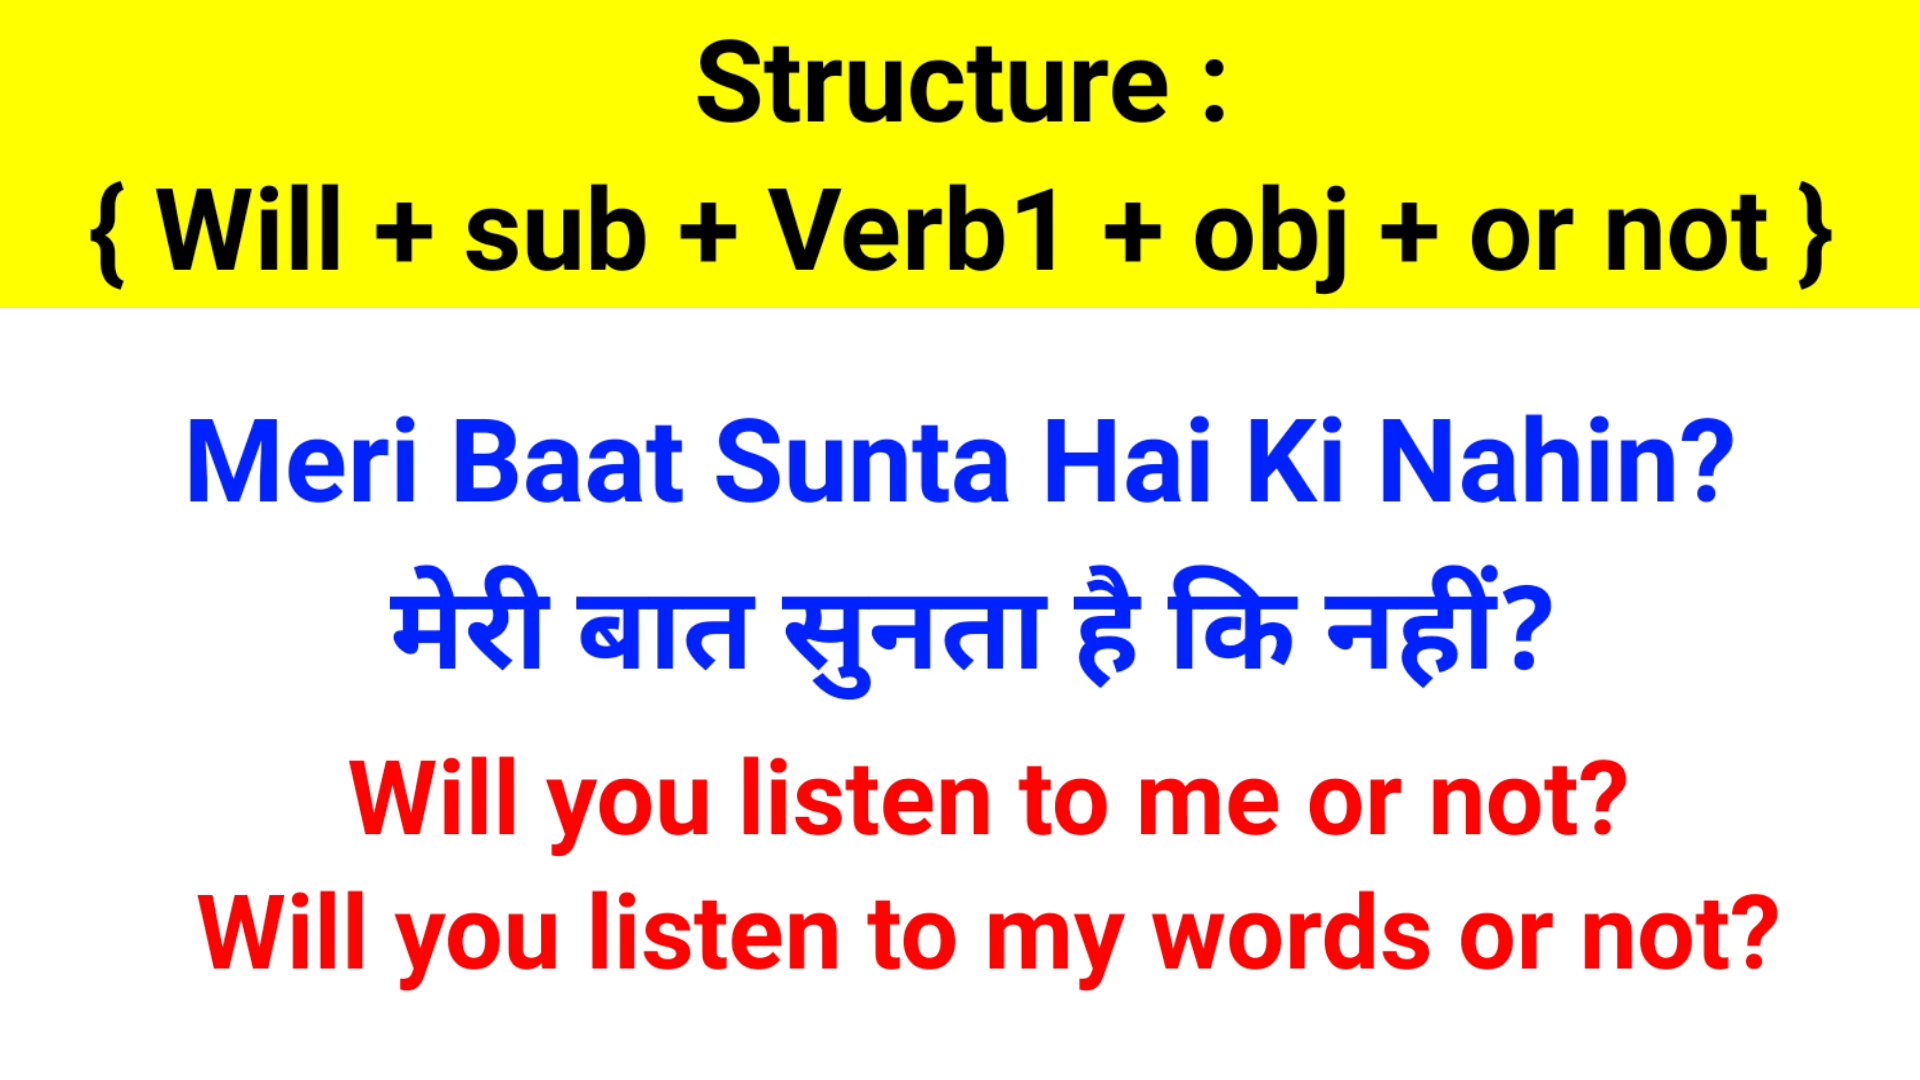 Structure :
{ Will + sub + Verb1 + obj + or not }
Meri Baat Sunta Hai Ki Nahin?
मेरी बात सुनता है कि नहीं?
Will you listen to me or not?
Will you listen to my words or not?